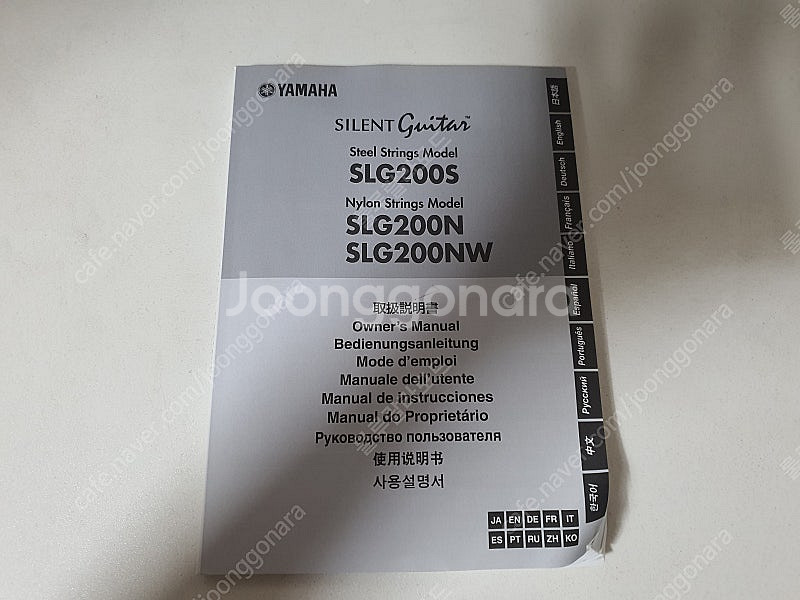 YAMAHA
SILENT Guitar™
Steel Strings Model
SLG200S
Nylon Strings Model
SLG200N
SLG200NW
取扱説明書
Owner's Manual
Bedienungsanleitung
Mode d'emploi
Manuale dell'utente
Manual de instrucciones
Manual do Proprietário
Руководство пользователя
使用说明书
사용설명서
JA EN DE FR IT
ES PT RU ZH KO
日本語
English
Deutsch
Français
Italiano
Español
Português
Русский
中文
한국어
Joonggonara
cafe.naver.com/joonggonara